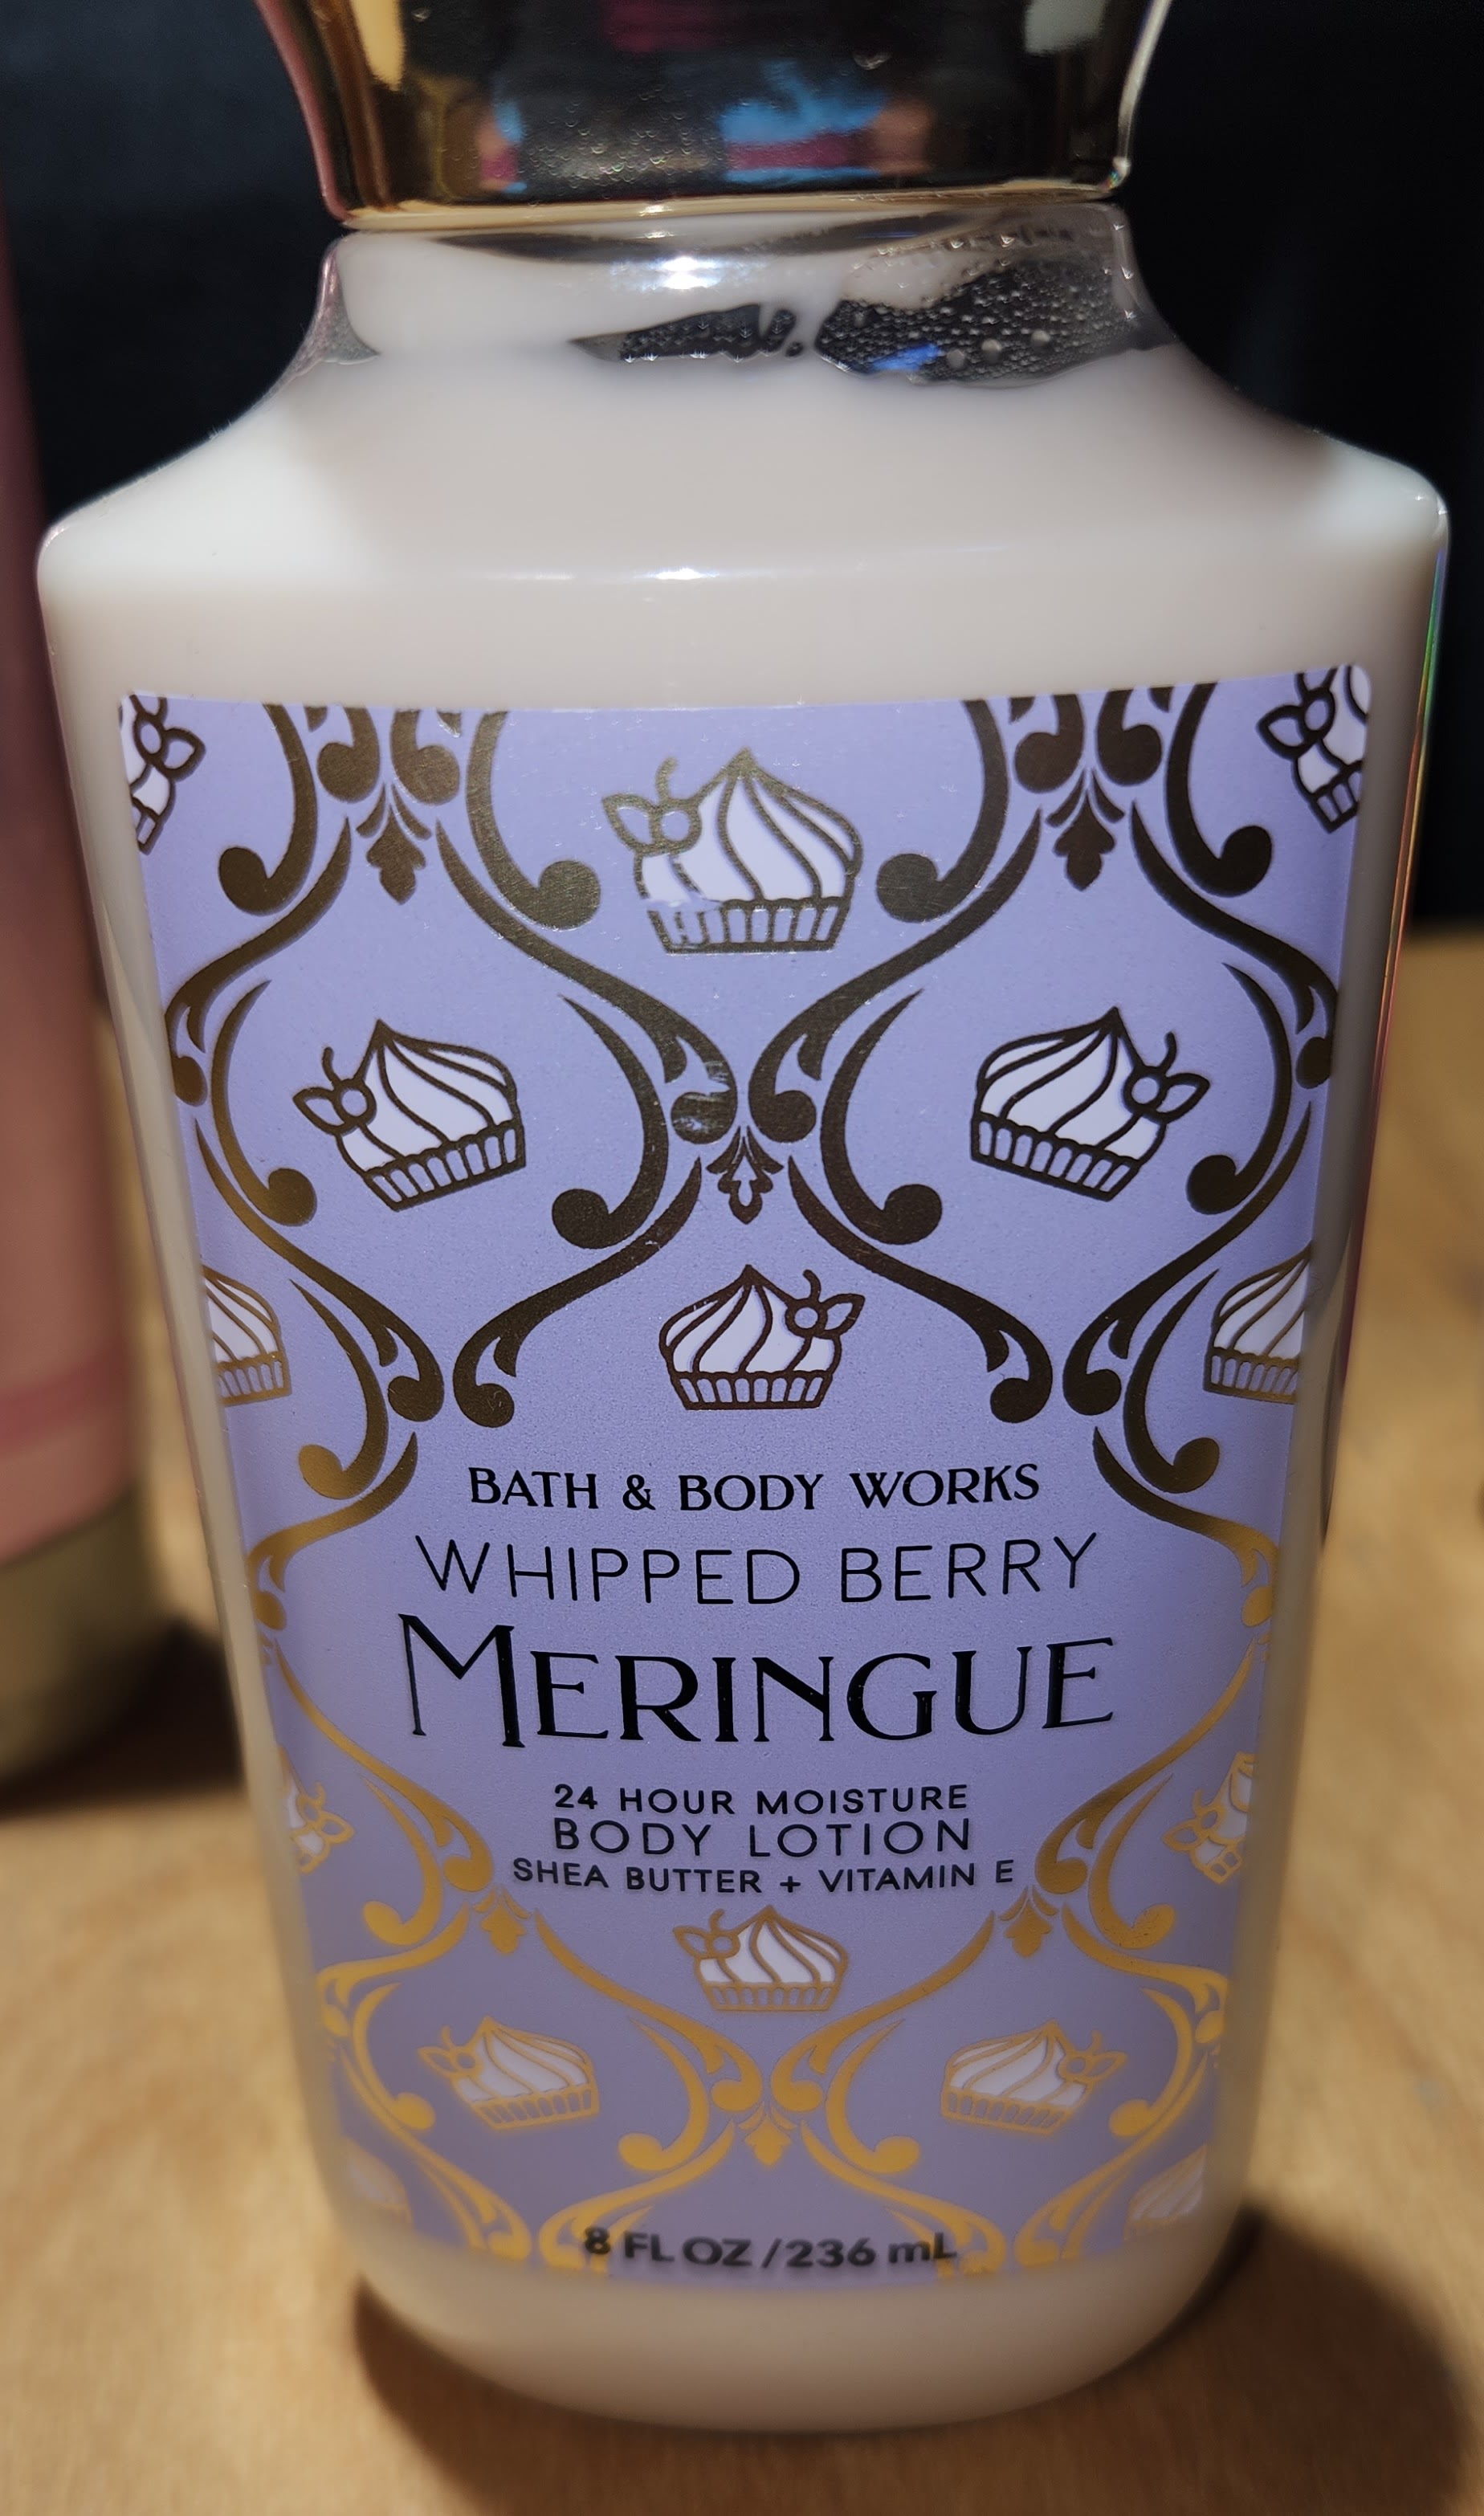 BATH & BODY WORKS
WHIPPED BERRY
MERINGUE
24 HOUR MOISTURE
BODY LOTION
SHEA BUTTER + VITAMIN E
8 FL OZ / 236 mL